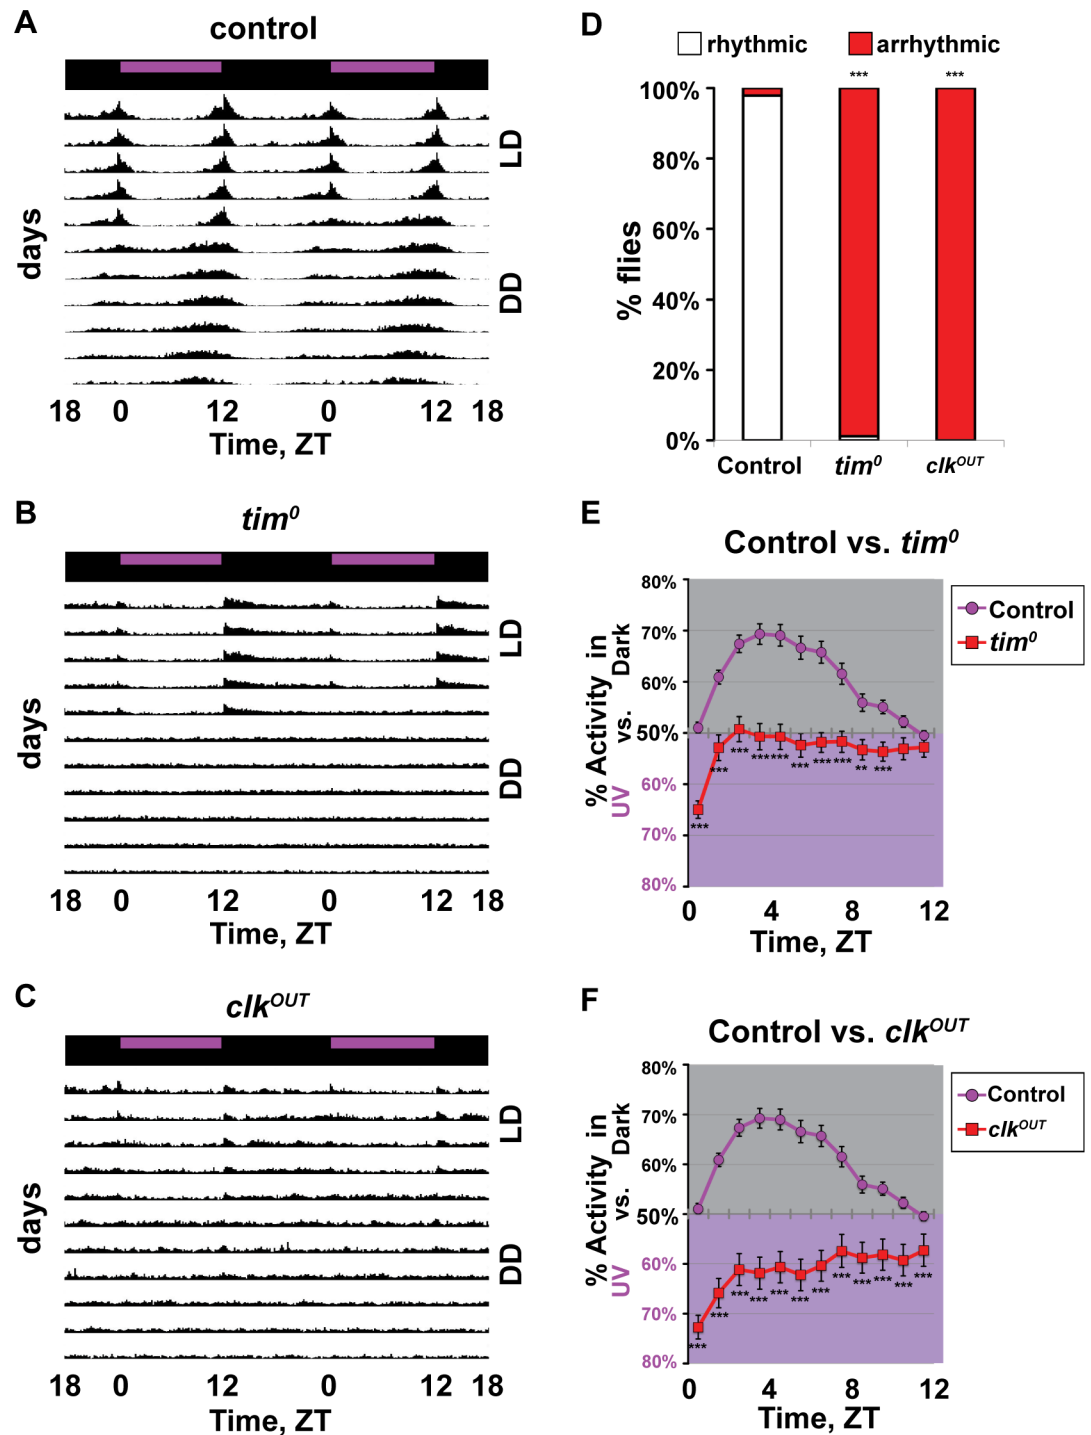 A
control
LD
DD
days
18 0 12 0 12 18
Time, ZT
B
tim⁰
LD
DD
days
18 0 12 0 12 18
Time, ZT
C
clkᴼᵁᵀ
LD
DD
days
18 0 12 0 12 18
Time, ZT
D
rhythmic arrhythmic
*** ***
100%
80%
60%
40%
20%
0%
% flies
Control tim⁰ clkᴼᵁᵀ
E
Control vs. tim⁰
80%
70%
60%
50%
60%
70%
80%
% Activity in
UV vs. Dark
Control
tim⁰
*** *** *** *** *** *** *** *** ** ***
0 4 8 12
Time, ZT
F
Control vs. clkᴼᵁᵀ
80%
70%
60%
50%
60%
70%
80%
% Activity in
UV vs. Dark
Control
clkᴼᵁᵀ
*** *** *** *** *** *** *** *** *** *** *** ***
0 4 8 12
Time, ZT